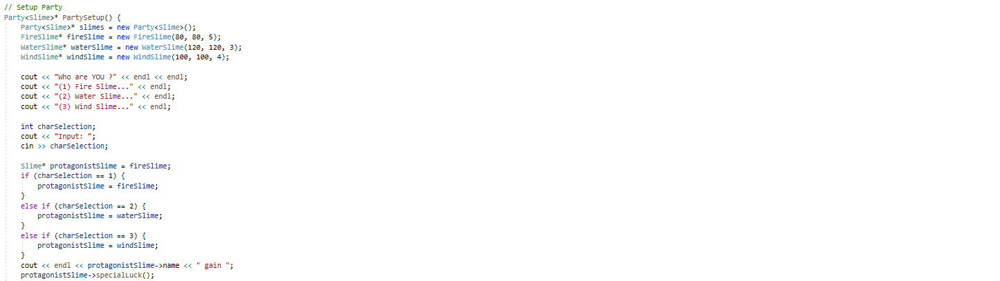 // Setup Party
Party<Slime>* PartySetup() {
    Party<Slime>* slimes = new Party<Slime>();
    FireSlime* fireSlime = new FireSlime(80, 80, 5);
    WaterSlime* waterSlime = new WaterSlime(120, 120, 3);
    WindSlime* windSlime = new WindSlime(100, 100, 4);

    cout << "Who are YOU ?" << endl << endl;
    cout << "(1) Fire Slime..." << endl;
    cout << "(2) Water Slime..." << endl;
    cout << "(3) Wind Slime..." << endl;

    int charSelection;
    cout << "Input: ";
    cin >> charSelection;

    Slime* protagonistSlime = fireSlime;
    if (charSelection == 1) {
        protagonistSlime = fireSlime;
    }
    else if (charSelection == 2) {
        protagonistSlime = waterSlime;
    }
    else if (charSelection == 3) {
        protagonistSlime = windSlime;
    }
    cout << endl << protagonistSlime->name << " gain ";
    protagonistSlime->specialLuck();